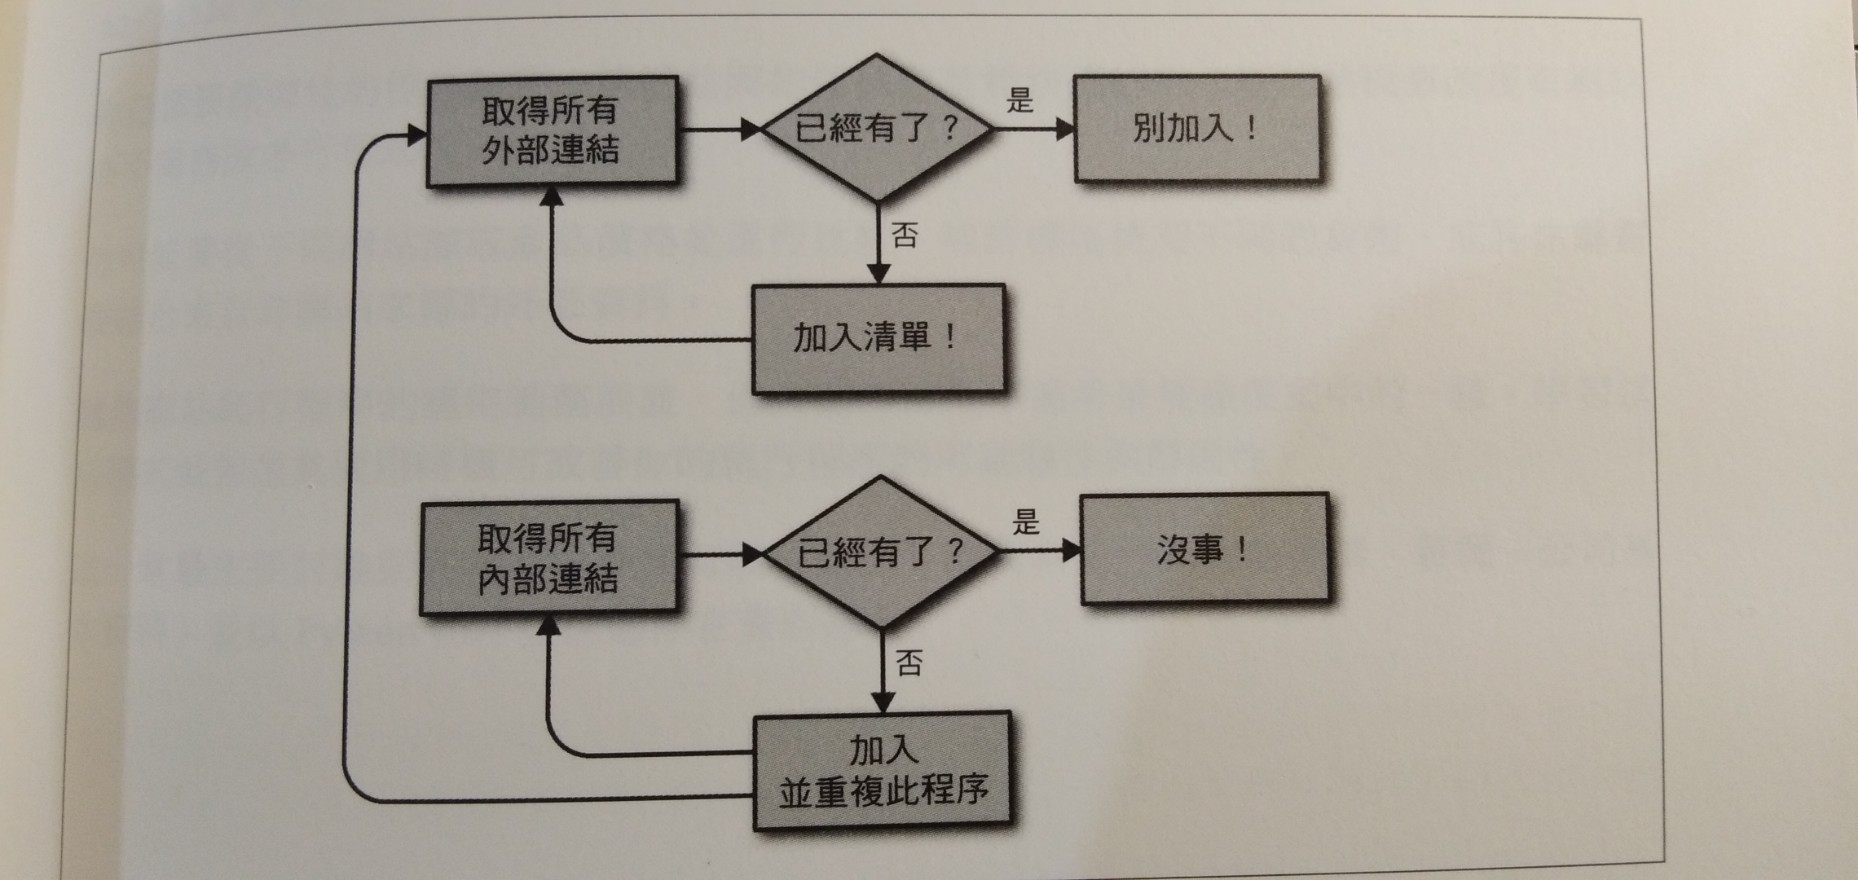 取得所有
外部連結
已經有了？
是
別加入！
否
加入清單！
取得所有
內部連結
已經有了？
是
沒事！
否
加入
並重複此程序